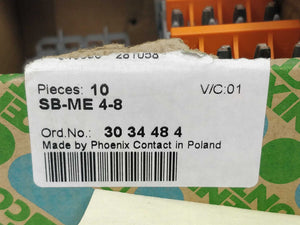 Pieces: 10 V/C:01
SB-ME 4-8
Ord.No.: 30 34 48 4
Made by Phoenix Contact in Poland